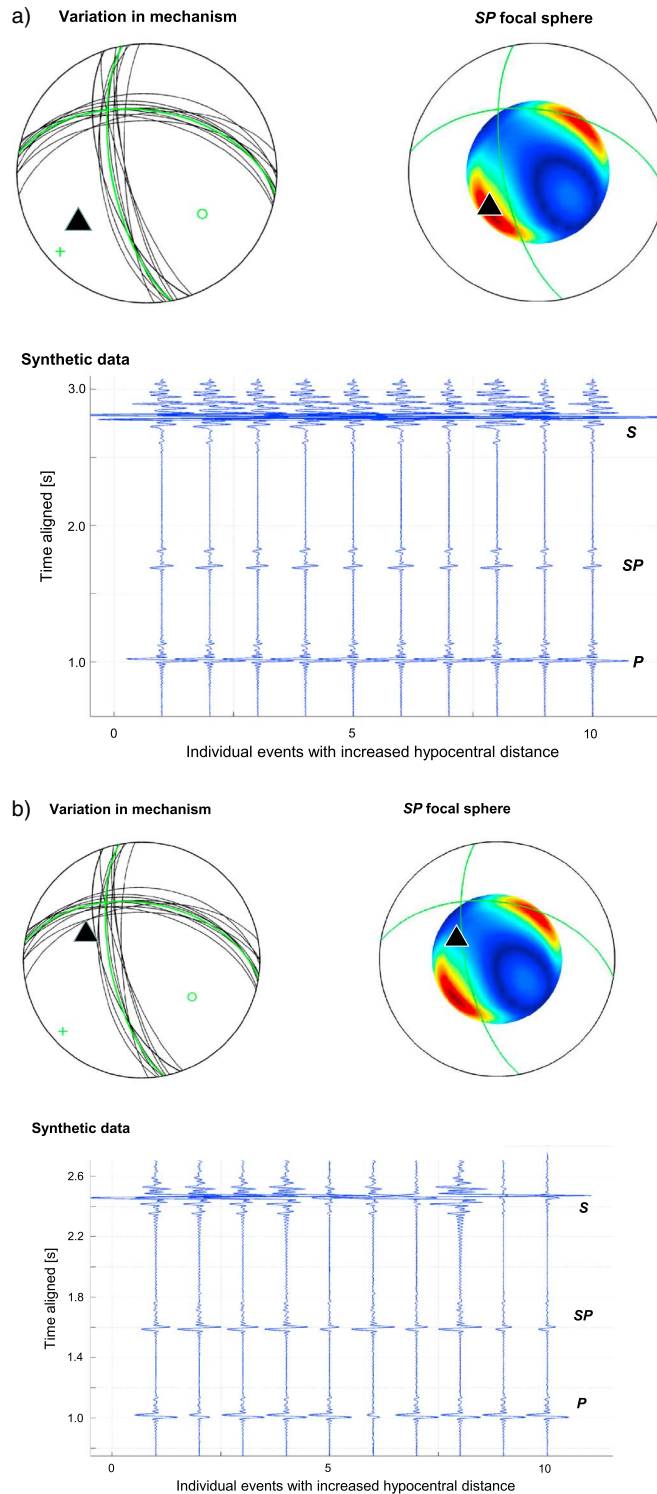 a)
Variation in mechanism
SP focal sphere
Synthetic data
3.0
S
Time aligned [s]
2.0
SP
1.0
P
0 5 10
Individual events with increased hypocentral distance
b)
Variation in mechanism
SP focal sphere
Synthetic data
2.6
S
2.2
Time aligned [s]
1.8
SP
1.4
P
1.0
0 5 10
Individual events with increased hypocentral distance